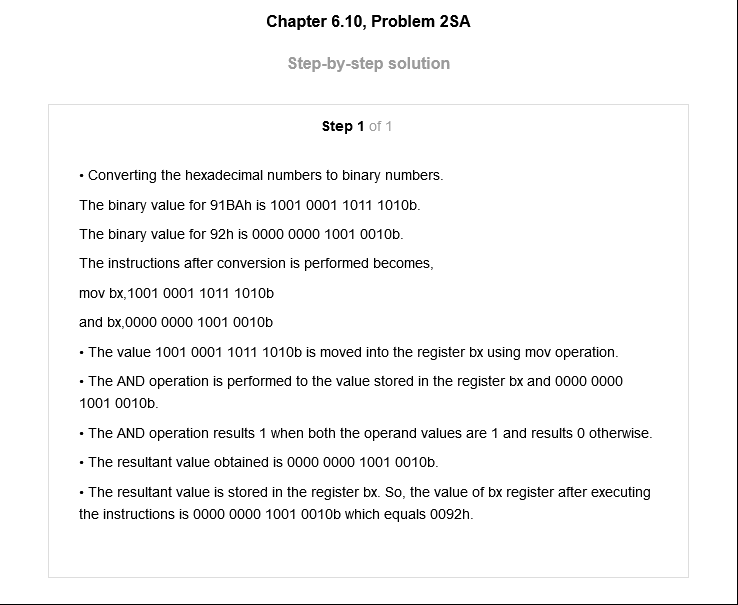 Chapter 6.10, Problem 2SA
Step-by-step solution
Step 1 of 1
• Converting the hexadecimal numbers to binary numbers.
The binary value for 91BAh is 1001 0001 1011 1010b.
The binary value for 92h is 0000 0000 1001 0010b.
The instructions after conversion is performed becomes,
mov bx,1001 0001 1011 1010b
and bx,0000 0000 1001 0010b
• The value 1001 0001 1011 1010b is moved into the register bx using mov operation.
• The AND operation is performed to the value stored in the register bx and 0000 0000
1001 0010b.
• The AND operation results 1 when both the operand values are 1 and results 0 otherwise.
• The resultant value obtained is 0000 0000 1001 0010b.
• The resultant value is stored in the register bx. So, the value of bx register after executing
the instructions is 0000 0000 1001 0010b which equals 0092h.